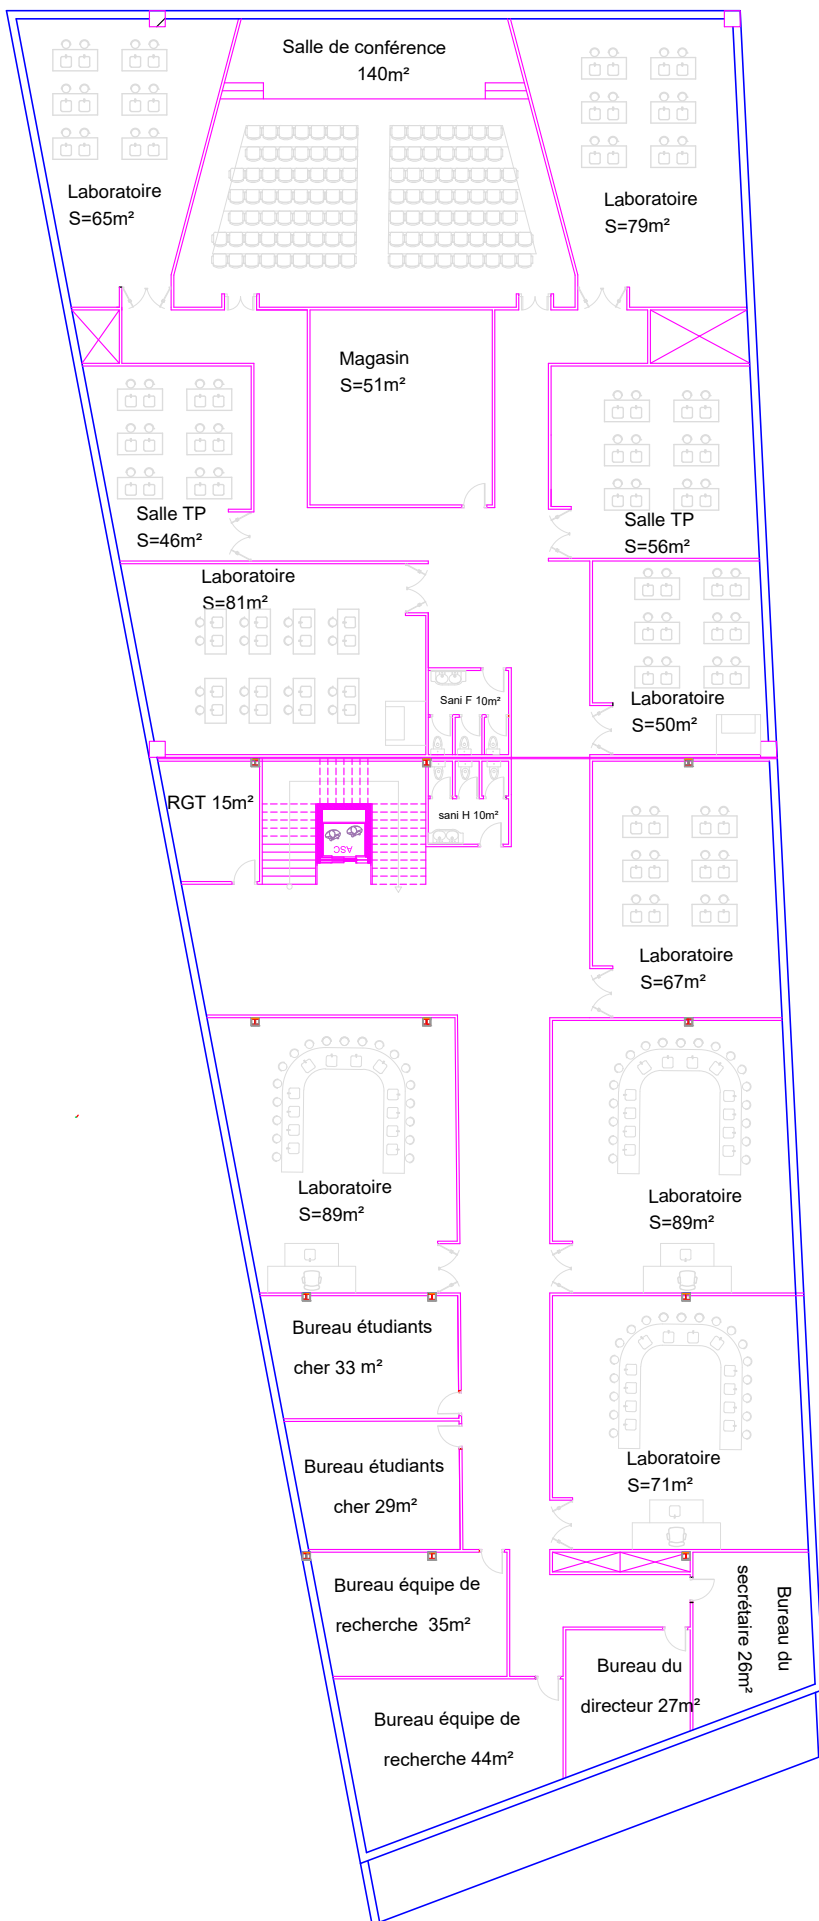 Salle de conférence
140m²
Laboratoire
S=65m²
Laboratoire
S=79m²
Magasin
S=51m²
Salle TP
S=46m²
Salle TP
S=56m²
Laboratoire
S=81m²
Sani F 10m²
Laboratoire
S=50m²
RGT 15m²
ASC
sani H 10m²
Laboratoire
S=67m²
Laboratoire
S=89m²
Laboratoire
S=89m²
Bureau étudiants
cher 33 m²
Bureau étudiants
cher 29m²
Laboratoire
S=71m²
Bureau équipe de
recherche 35m²
Bureau du
secrétaire 26m²
Bureau du
directeur 27m²
Bureau équipe de
recherche 44m²